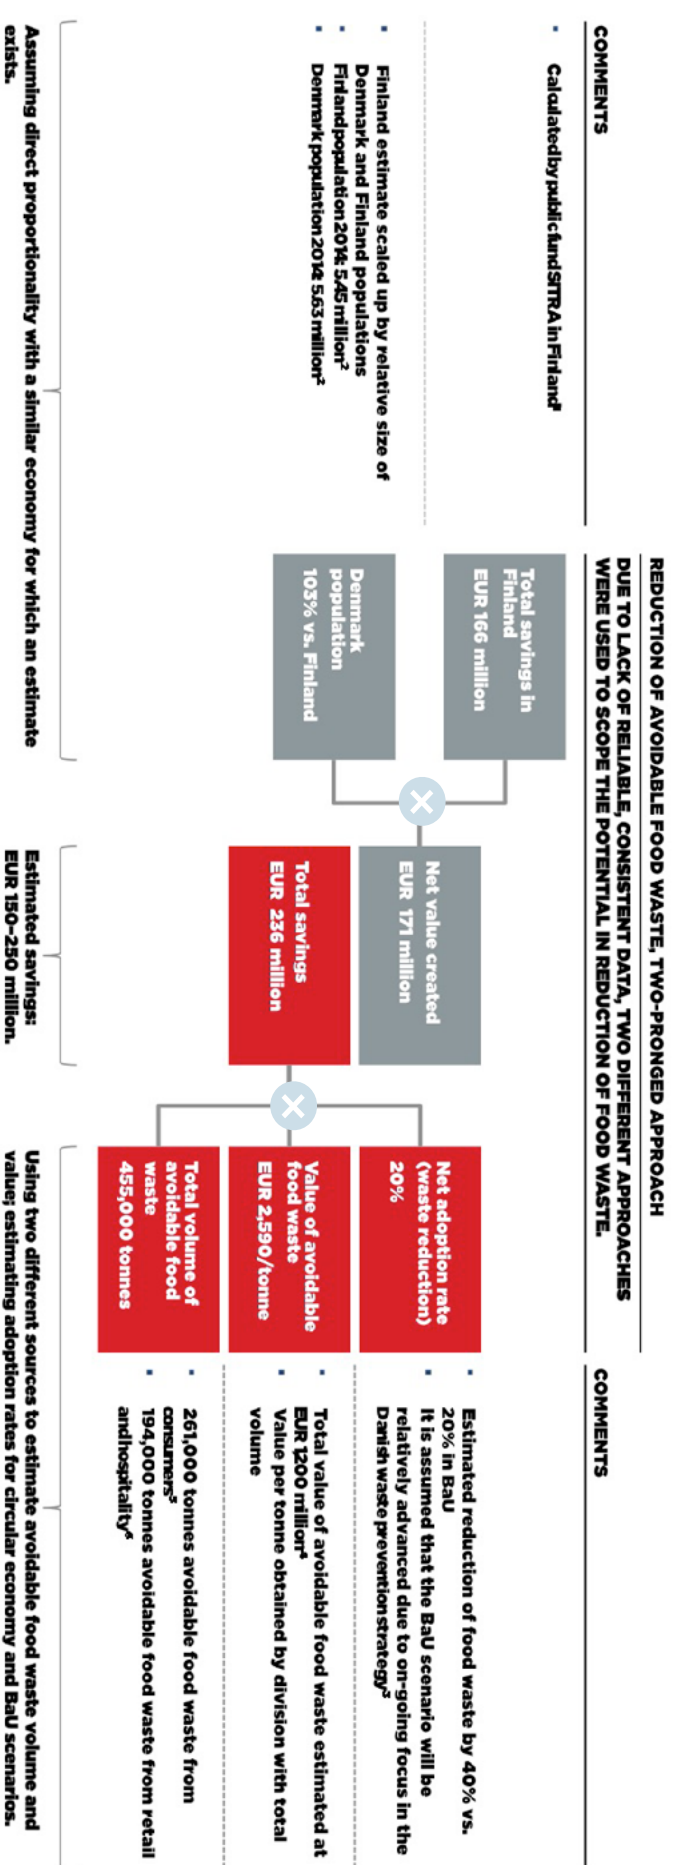 REDUCTION OF AVOIDABLE FOOD WASTE, TWO-PRONGED APPROACH
DUE TO LACK OF RELIABLE, CONSISTENT DATA, TWO DIFFERENT APPROACHES
WERE USED TO SCOPE THE POTENTIAL IN REDUCTION OF FOOD WASTE.
COMMENTS
Calculated by public fund SITRA in Finland¹
Finland estimate scaled up by relative size of
Denmark and Finland populations
Finland population 2014: 5.45 million²
Denmark population 2014: 5.63 million²
Total savings in
Finland
EUR 166 million
Denmark
population
103% vs. Finland
Net value created
EUR 171 million
Total savings
EUR 236 million
Net adoption rate
(waste reduction)
20%
Value of avoidable
food waste
EUR 2,590/tonne
Total volume of
avoidable food
waste
455,000 tonnes
COMMENTS
Estimated reduction of food waste by 40% vs.
20% in BaU
It is assumed that the BaU scenario will be
relatively advanced due to on-going focus in the
Danish waste prevention strategy³
Total value of avoidable food waste estimated at
EUR 1,200 million⁴
Value per tonne obtained by division with total
volume
261,000 tonnes avoidable food waste from
consumers⁵
194,000 tonnes avoidable food waste from retail
and hospitality⁶
Assuming direct proportionality with a similar economy for which an estimate
exists.
Estimated savings:
EUR 150–250 million.
Using two different sources to estimate avoidable food waste volume and
value; estimating adoption rates for circular economy and BaU scenarios.